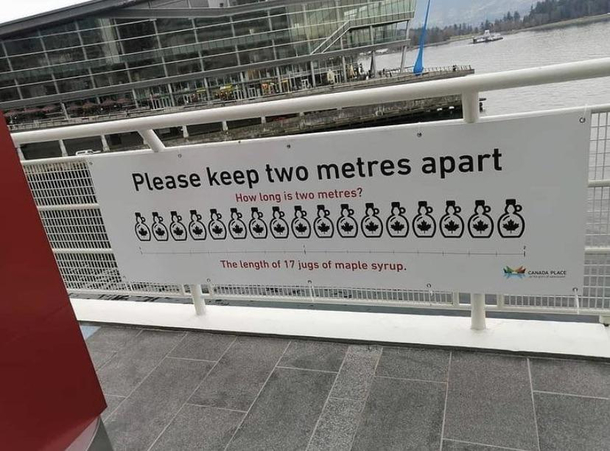 Please keep two metres apart
How long is two metres?
The length of 17 jugs of maple syrup.
CANADA PLACE